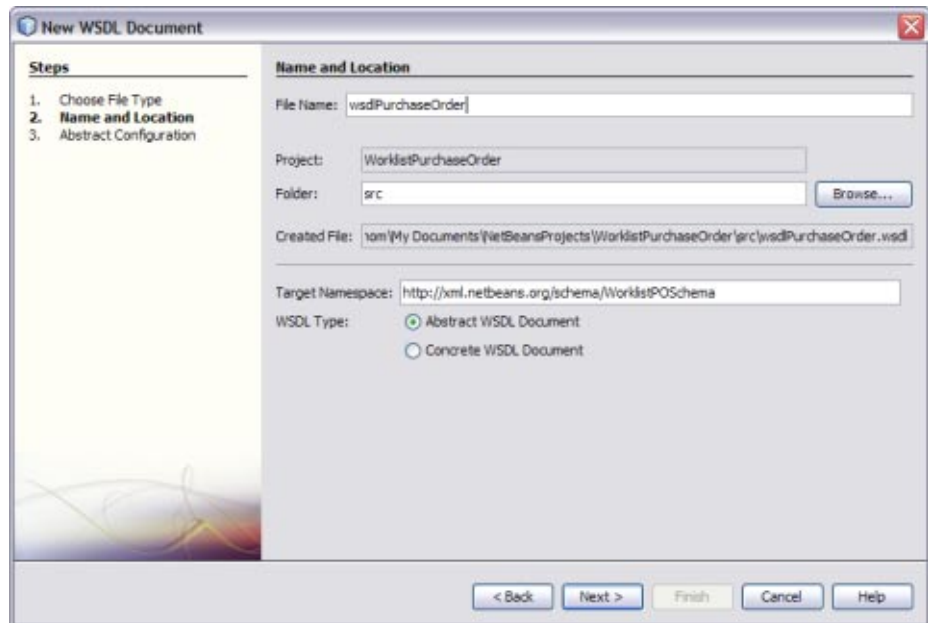 New WSDL Document
Steps
1. Choose File Type
2. Name and Location
3. Abstract Configuration
Name and Location
File Name: wsdlPurchaseOrder
Project: WorklistPurchaseOrder
Folder: src Browse...
Created File: \My Documents\NetBeansProjects\WorklistPurchaseOrder\src\wsdlPurchaseOrder.wsdl
Target Namespace: http://xml.netbeans.org/schema/WorklistPOSchema
WSDL Type: Abstract WSDL Document
Concrete WSDL Document
< Back Next > Finish Cancel Help